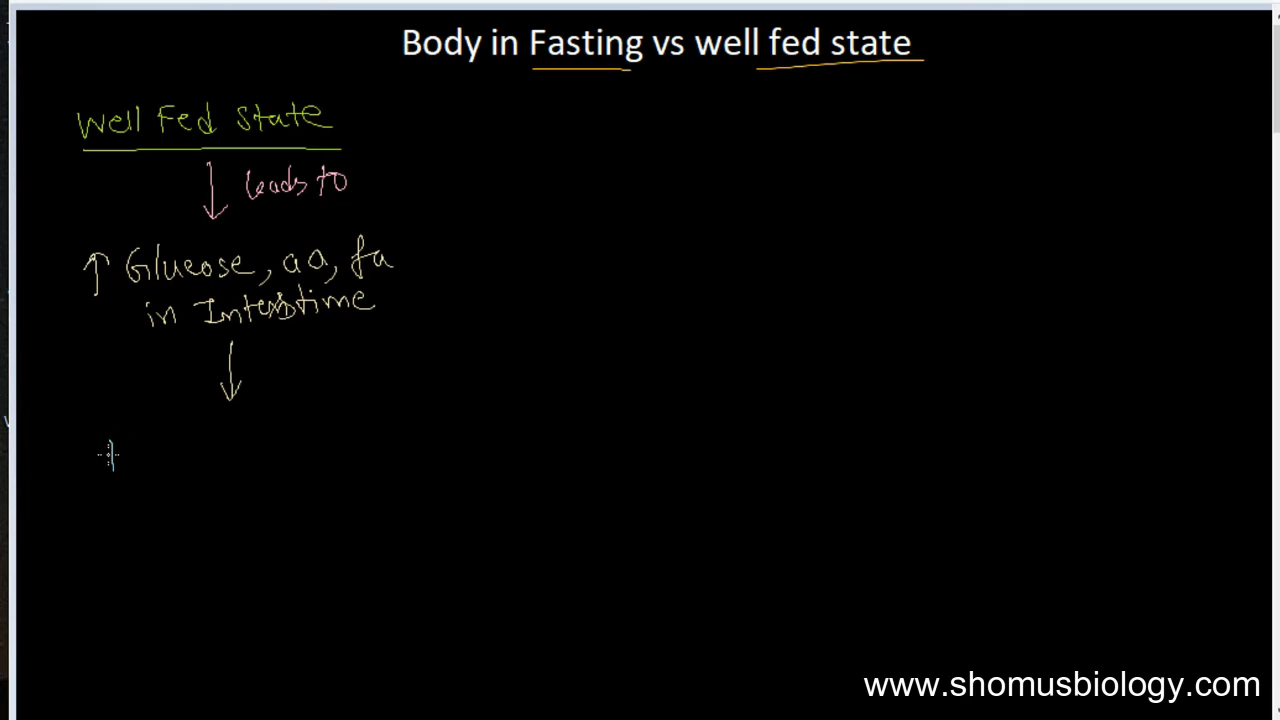 Body in Fasting vs well fed state
Well Fed State
↓ leads to
↑ Glucose, aa, fa
in Interstime
↓
www.shomusbiology.com